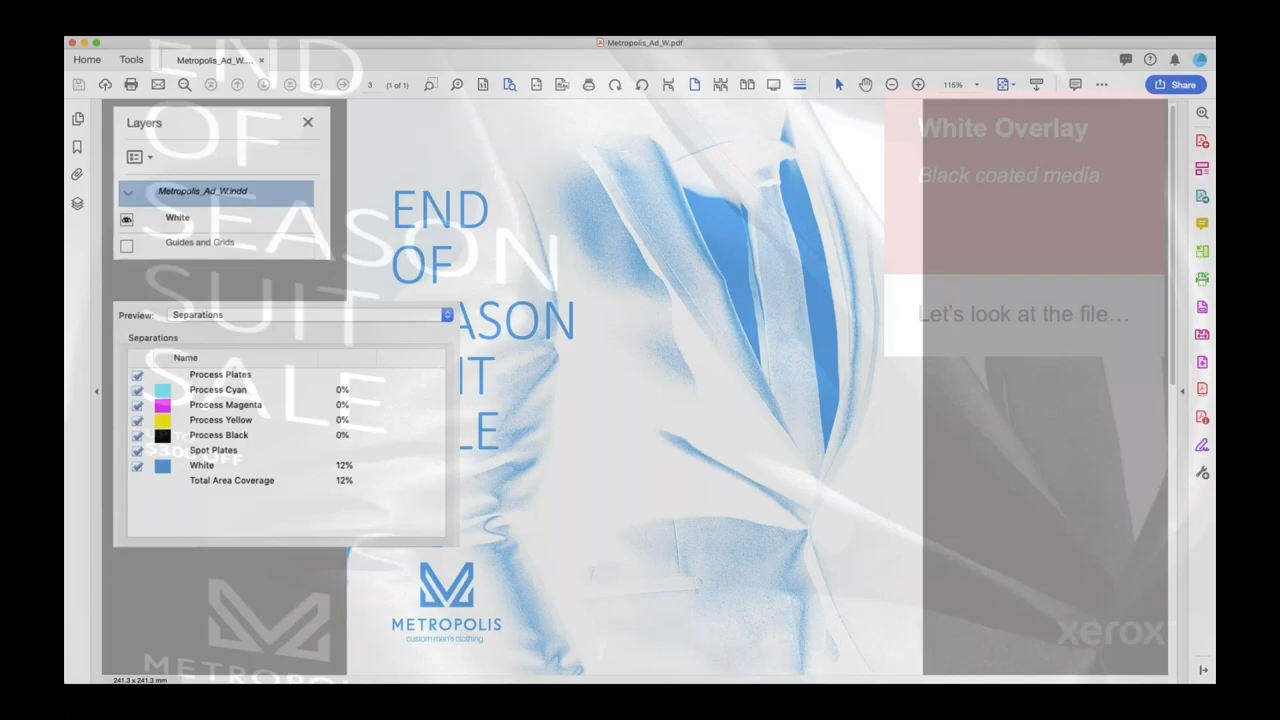 Metropolis_Ad_W.pdf
Home
Tools
Metropolis_Ad_W.... ×
3
(1 of 1)
115%
Share
Layers
Metropolis_Ad_W.indd
White
Guides and Grids
Preview:
Separations
Separations
Name
Process Plates
Process Cyan 0%
Process Magenta 0%
Process Yellow 0%
Process Black 0%
Spot Plates
White 12%
Total Area Coverage 12%
END
OF
SEASON
SUIT
SALE
$300 OFF
METROPOLIS
END
OF
ASON
IT
LE
METROPOLIS
custom men's clothing
White Overlay
Black coated media
Let's look at the file...
xerox
241.3 x 241.3 mm